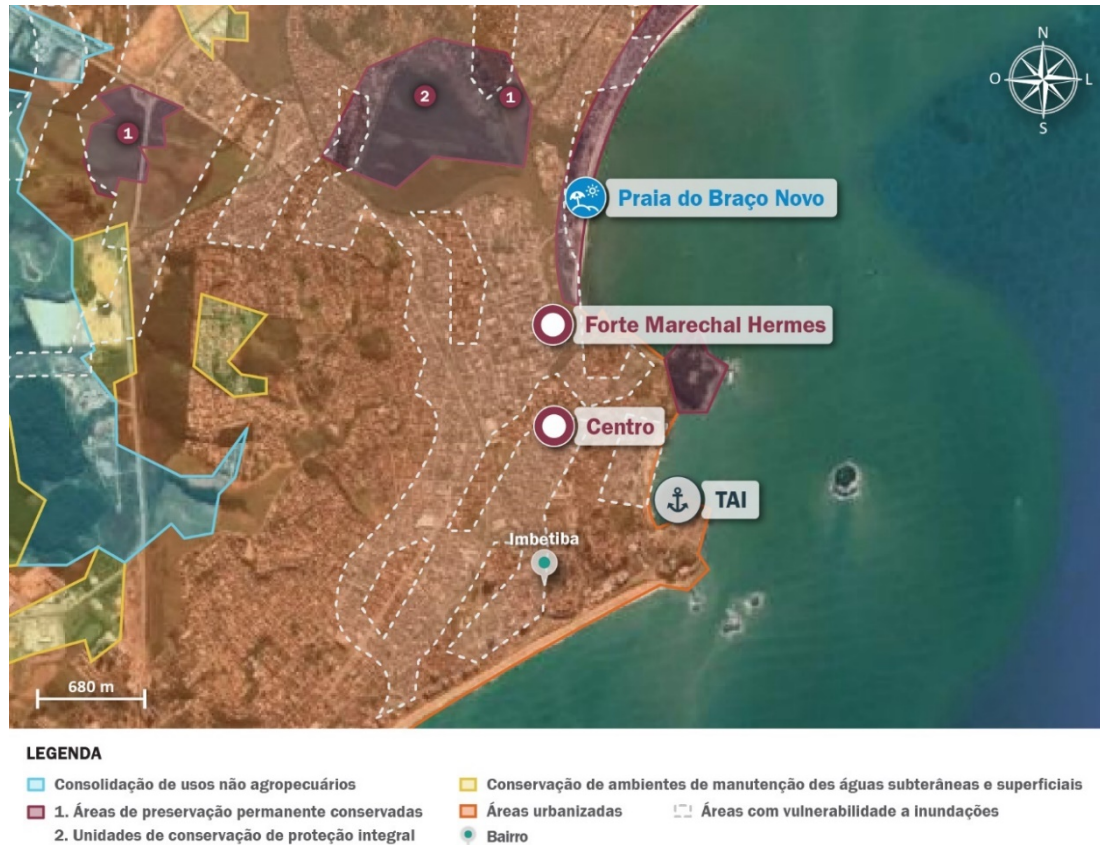 N
O L
S
2
1
1
Praia do Braço Novo
Forte Marechal Hermes
Centro
TAI
Imbetiba
680 m
LEGENDA
Consolidação de usos não agropecuários
Conservação de ambientes de manutenção des águas subterâneas e superficiais
1. Áreas de preservação permanente conservadas
Áreas urbanizadas
Áreas com vulnerabilidade a inundações
2. Unidades de conservação de proteção integral
Bairro